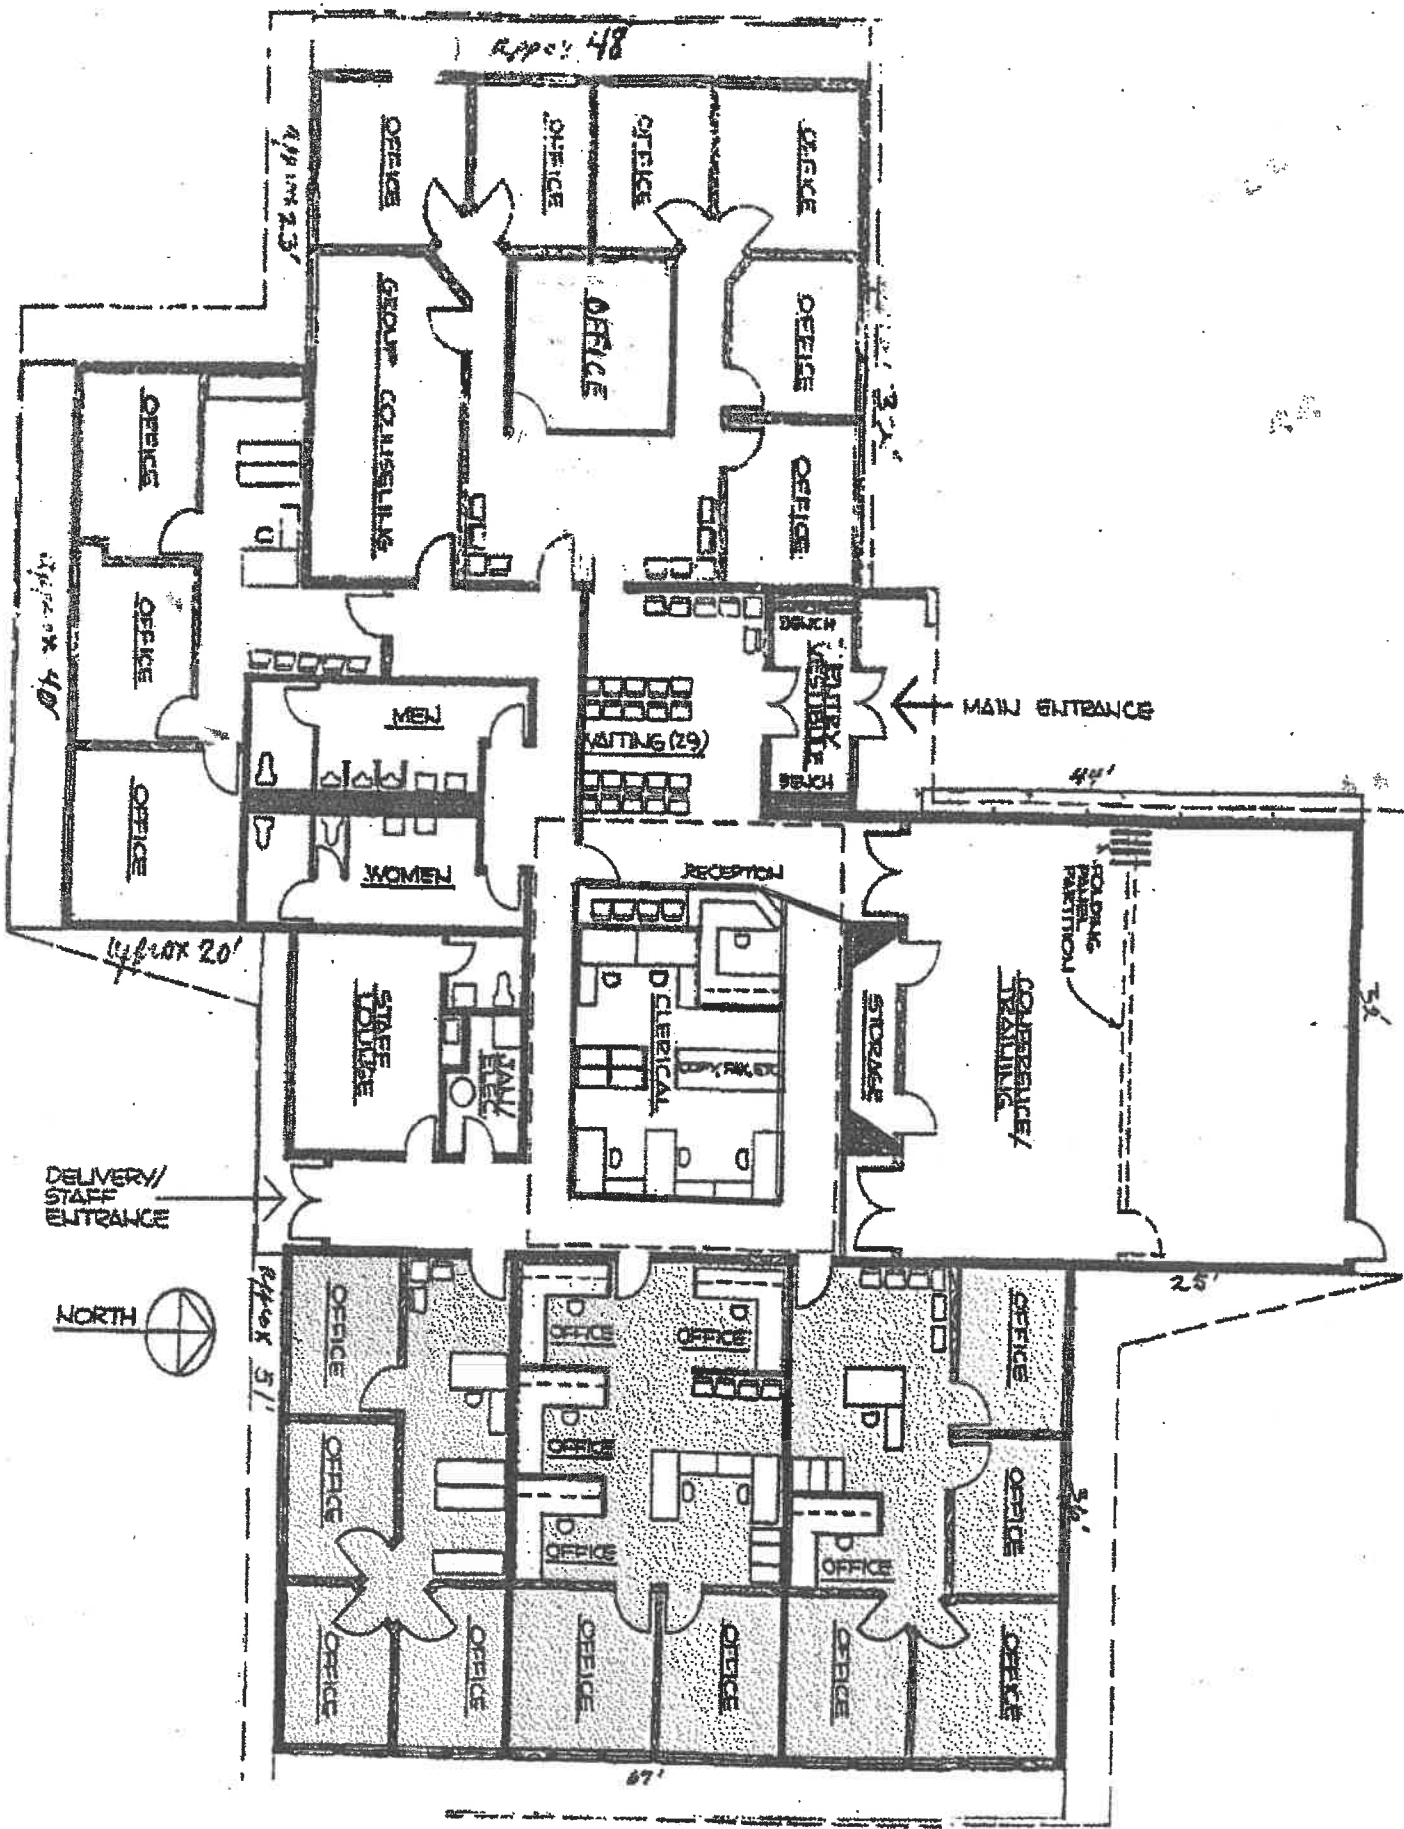 Approx 48
OFFICE
OFFICE
OFFICE
OFFICE
Approx 23'
GROUP COUNSELING
OFFICE
OFFICE
32'
OFFICE
OFFICE
OFFICE
OFFICE
Approx 40'
BENCH
ENTRY
VESTIBULE
BENCH
MAIN ENTRANCE
MEN
WAITING (29)
44'
WOMEN
RECEPTION
FOLDING
PANEL
PARTITION
Approx 20'
STAFF
LOUNGE
JAN/
ELEC
CLERICAL
COPY, FAX, ETC
STORAGE
CONFERENCE/
TRAINING
32'
DELIVERY/
STAFF
ENTRANCE
25'
NORTH
Approx 51'
OFFICE
OFFICE
OFFICE
OFFICE
OFFICE
OFFICE
OFFICE
36'
OFFICE
OFFICE
OFFICE
OFFICE
OFFICE
OFFICE
OFFICE
OFFICE
67'